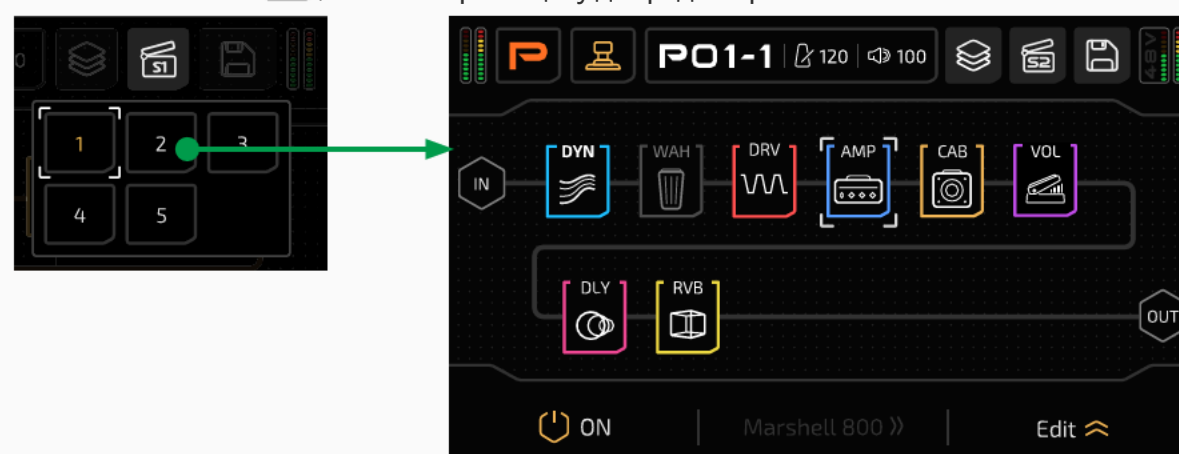 S1
1 2 3
4 5
P01-1 120 100 S2 48V
IN DYN WAH DRV AMP CAB VOL
DLY RVB OUT
ON Marshell 800 Edit